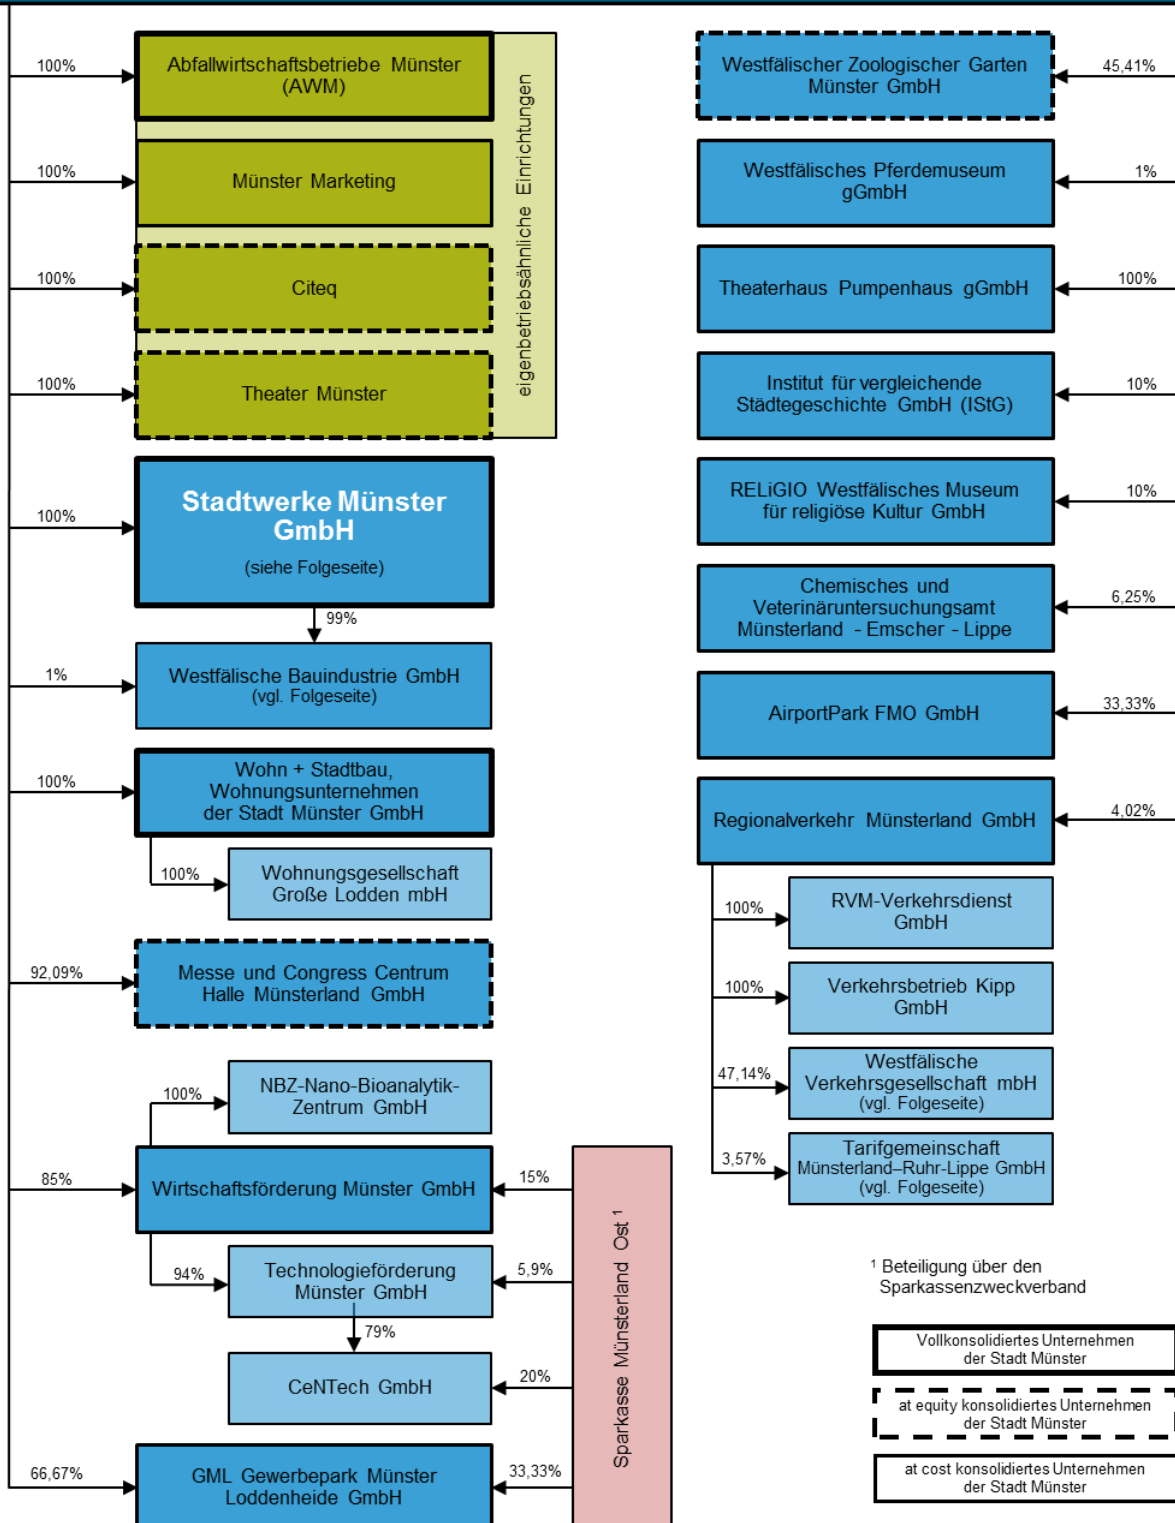 100%
Abfallwirtschaftsbetriebe Münster
(AWM)
100%
Münster Marketing
100%
Citeq
100%
Theater Münster
eigenbetriebsähnliche Einrichtungen
100%
Stadtwerke Münster
GmbH
(siehe Folgeseite)
99%
1%
Westfälische Bauindustrie GmbH
(vgl. Folgeseite)
100%
Wohn + Stadtbau,
Wohnungsunternehmen
der Stadt Münster GmbH
100%
Wohnungsgesellschaft
Große Lodden mbH
92,09%
Messe und Congress Centrum
Halle Münsterland GmbH
100%
NBZ-Nano-Bioanalytik-
Zentrum GmbH
85%
Wirtschaftsförderung Münster GmbH
15%
94%
Technologieförderung
Münster GmbH
5,9%
79%
CeNTech GmbH
20%
66,67%
GML Gewerbepark Münster
Loddenheide GmbH
33,33%
Sparkasse Münsterland Ost ¹
Westfälischer Zoologischer Garten
Münster GmbH
45,41%
Westfälisches Pferdemuseum
gGmbH
1%
Theaterhaus Pumpenhaus gGmbH
100%
Institut für vergleichende
Städtegeschichte GmbH (IStG)
10%
RELiGIO Westfälisches Museum
für religiöse Kultur GmbH
10%
Chemisches und
Veterinäruntersuchungsamt
Münsterland - Emscher - Lippe
6,25%
AirportPark FMO GmbH
33,33%
Regionalverkehr Münsterland GmbH
4,02%
100%
RVM-Verkehrsdienst
GmbH
100%
Verkehrsbetrieb Kipp
GmbH
47,14%
Westfälische
Verkehrsgesellschaft mbH
(vgl. Folgeseite)
3,57%
Tarifgemeinschaft
Münsterland–Ruhr-Lippe GmbH
(vgl. Folgeseite)
¹ Beteiligung über den
Sparkassenzweckverband
Vollkonsolidiertes Unternehmen
der Stadt Münster
at equity konsolidiertes Unternehmen
der Stadt Münster
at cost konsolidiertes Unternehmen
der Stadt Münster